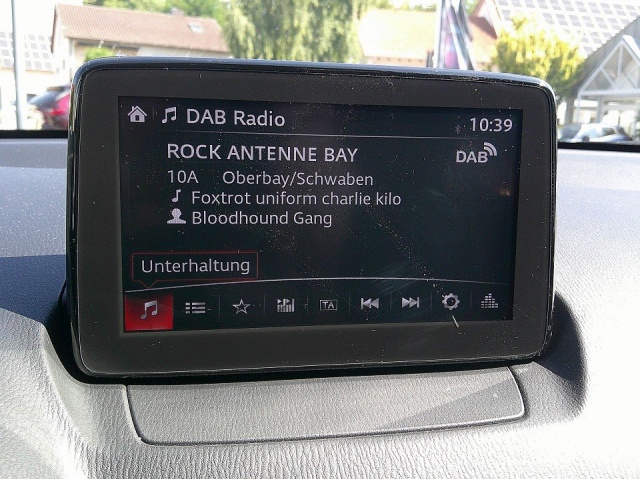 DAB Radio 10:39
ROCK ANTENNE BAY DAB
10A Oberbay/Schwaben
Foxtrot uniform charlie kilo
Bloodhound Gang
Unterhaltung
TA